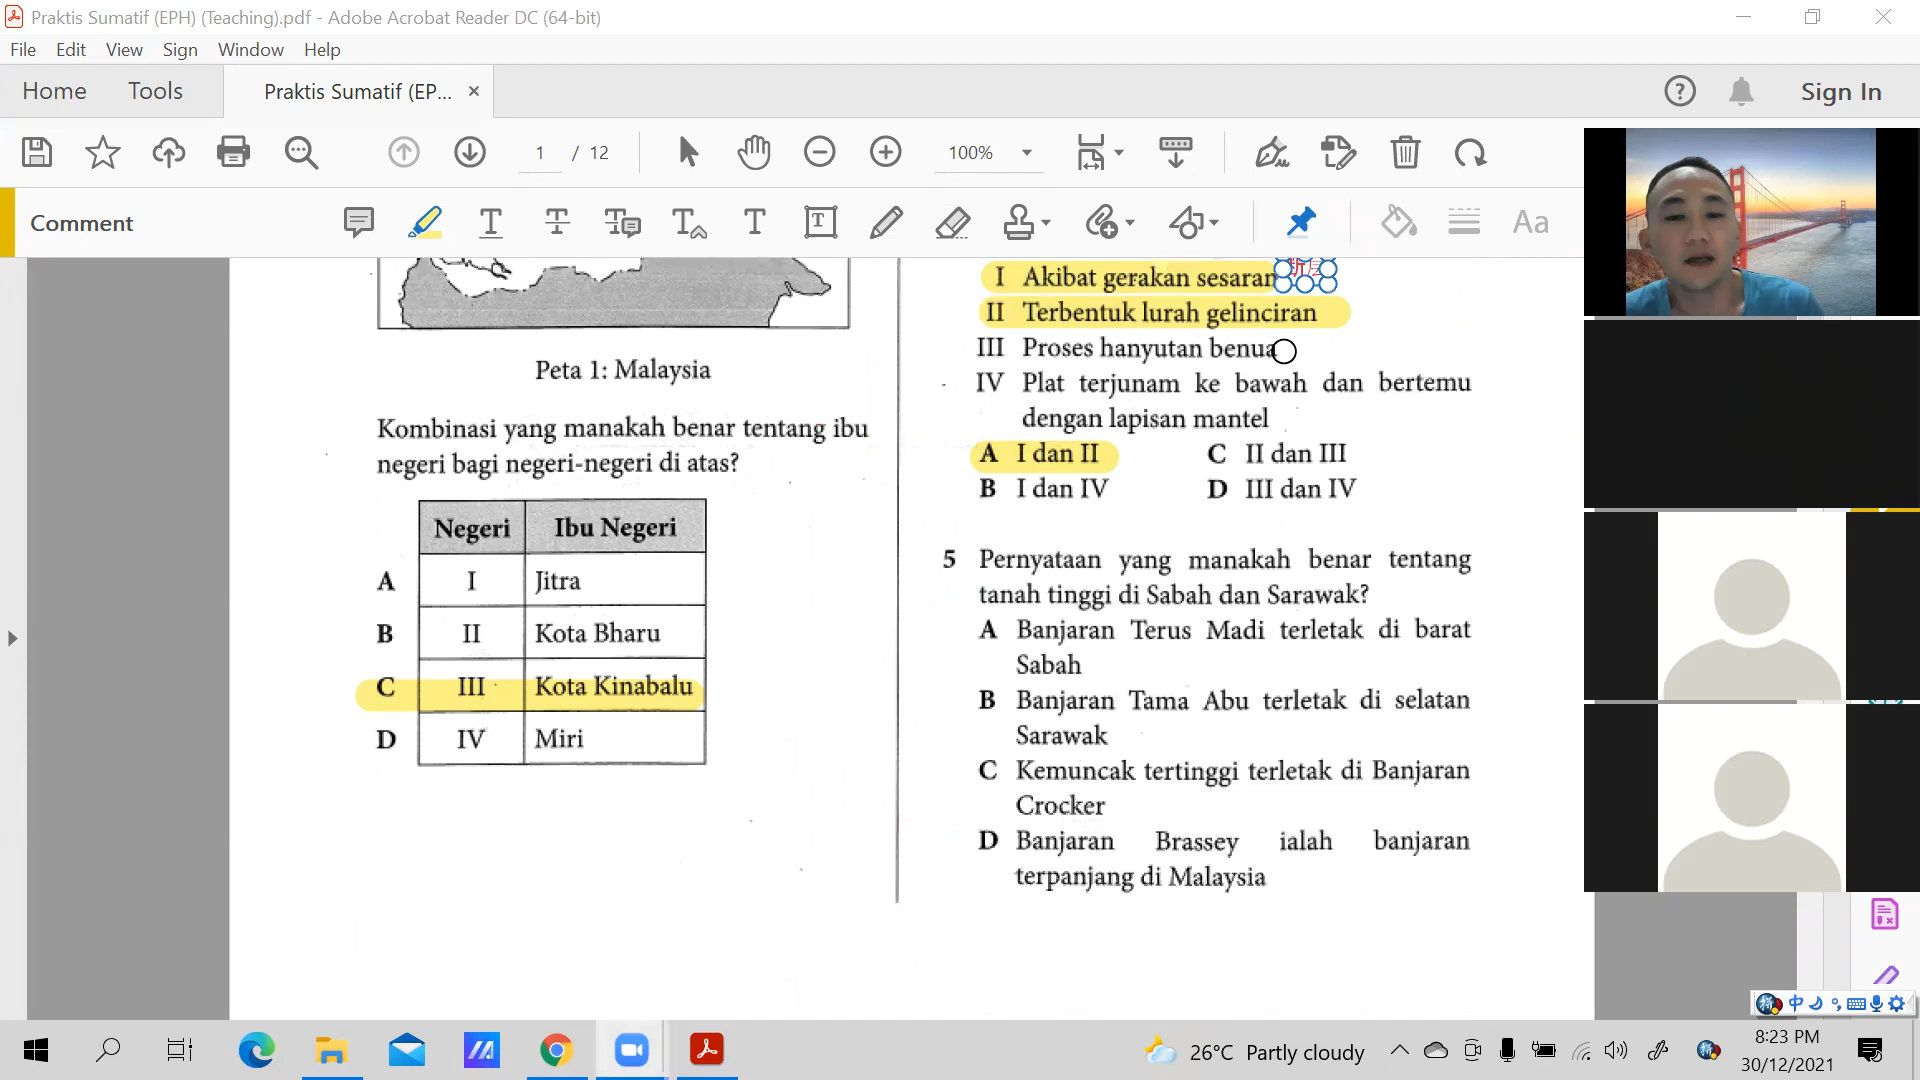 Praktis Sumatif (EPH) (Teaching).pdf - Adobe Acrobat Reader DC (64-bit)
File Edit View Sign Window Help
Home Tools Praktis Sumatif (EP... × Sign In
1 / 12 100%
Comment
Aa
Peta 1: Malaysia
Kombinasi yang manakah benar tentang ibu
negeri bagi negeri-negeri di atas?
Negeri Ibu Negeri
A I Jitra
B II Kota Bharu
C III Kota Kinabalu
D IV Miri
I Akibat gerakan sesaran
II Terbentuk lurah gelinciran
III Proses hanyutan benua
IV Plat terjunam ke bawah dan bertemu
dengan lapisan mantel
A I dan II C II dan III
B I dan IV D III dan IV
5 Pernyataan yang manakah benar tentang
tanah tinggi di Sabah dan Sarawak?
A Banjaran Terus Madi terletak di barat
Sabah
B Banjaran Tama Abu terletak di selatan
Sarawak
C Kemuncak tertinggi terletak di Banjaran
Crocker
D Banjaran Brassey ialah banjaran
terpanjang di Malaysia
中
26°C Partly cloudy
8:23 PM
30/12/2021